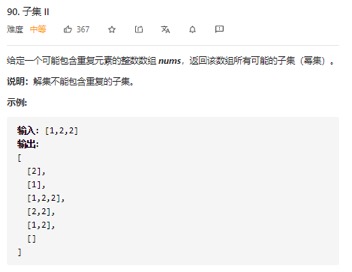 90. 子集 II
难度 中等 367
给定一个可能包含重复元素的整数数组 nums，返回该数组所有可能的子集（幂集）。
说明：解集不能包含重复的子集。
示例:
输入: [1,2,2]
输出:
[
  [2],
  [1],
  [1,2,2],
  [2,2],
  [1,2],
  []
]